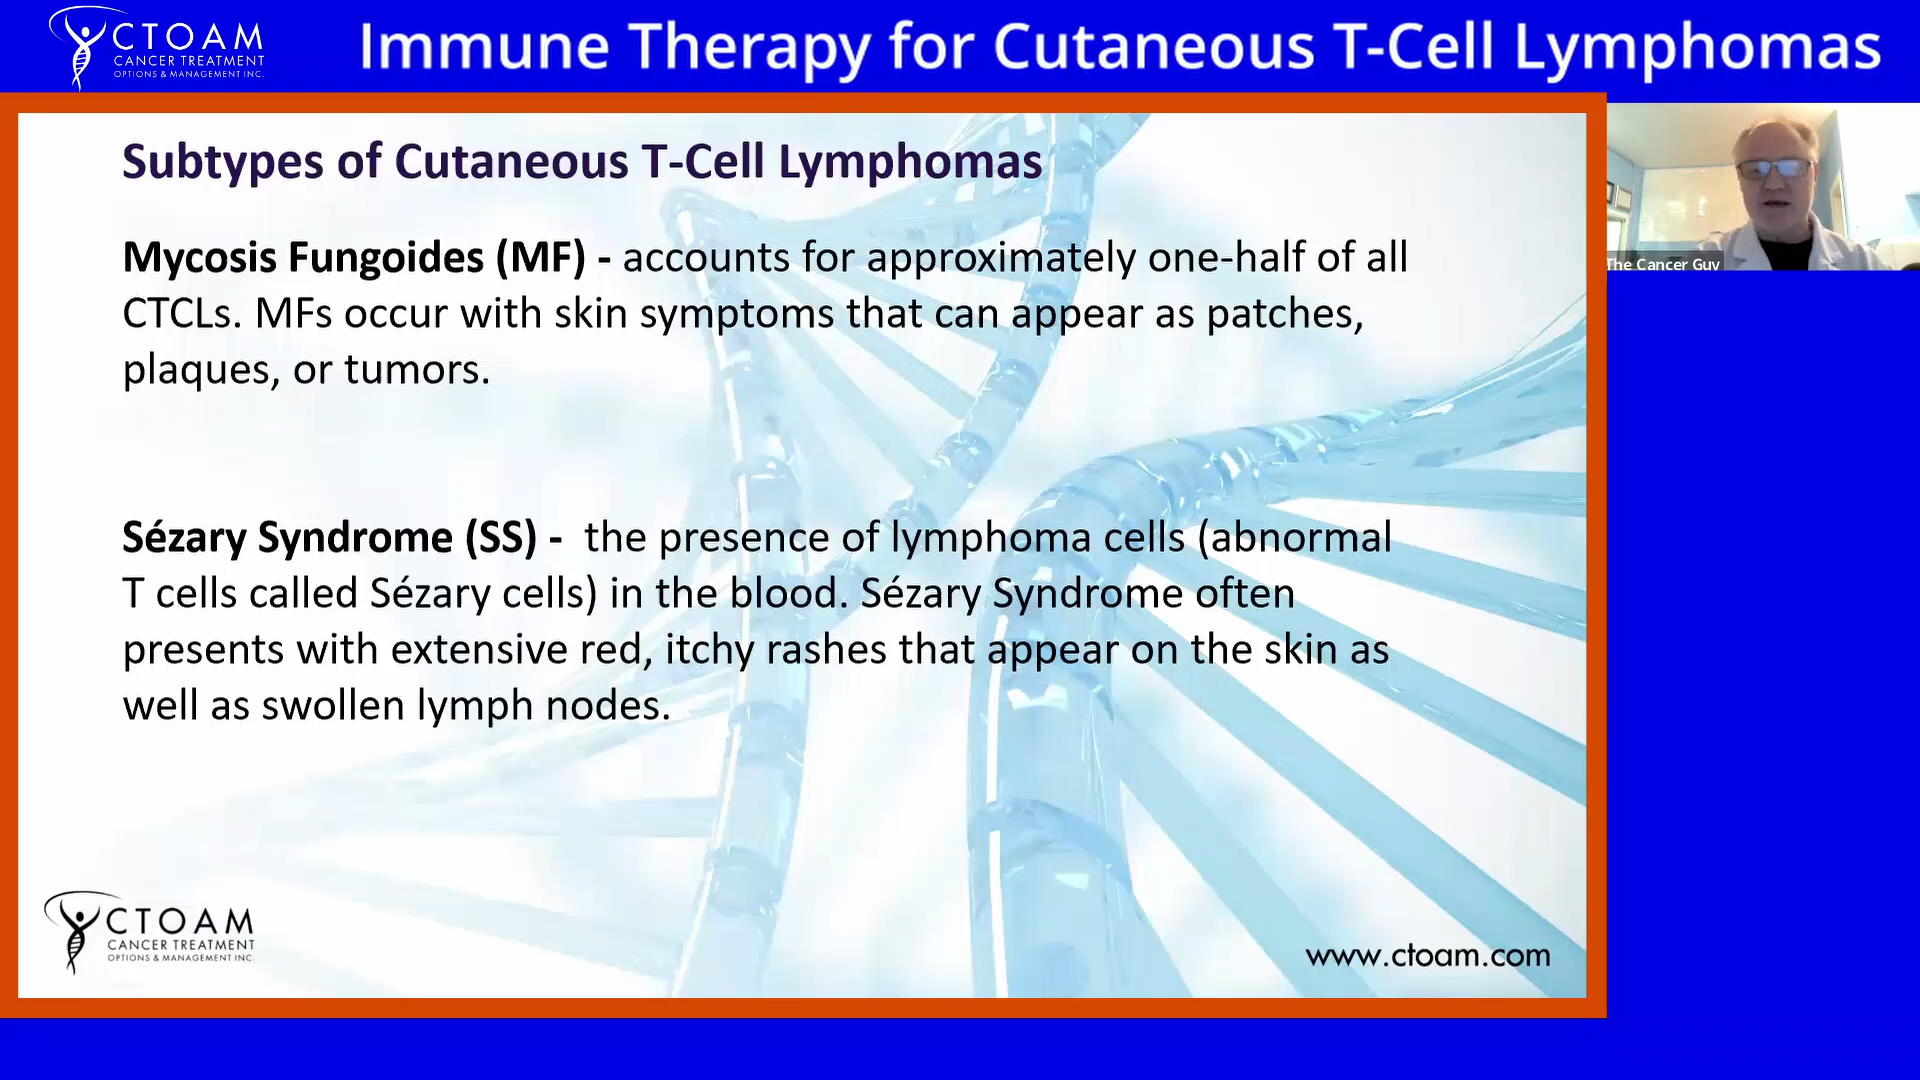 CTOAM
CANCER TREATMENT
OPTIONS & MANAGEMENT INC.
Immune Therapy for Cutaneous T-Cell Lymphomas
The Cancer Guy
Subtypes of Cutaneous T-Cell Lymphomas
Mycosis Fungoides (MF) - accounts for approximately one-half of all
CTCLs. MFs occur with skin symptoms that can appear as patches,
plaques, or tumors.
Sézary Syndrome (SS) - the presence of lymphoma cells (abnormal
T cells called Sézary cells) in the blood. Sézary Syndrome often
presents with extensive red, itchy rashes that appear on the skin as
well as swollen lymph nodes.
CTOAM
CANCER TREATMENT
OPTIONS & MANAGEMENT INC.
www.ctoam.com